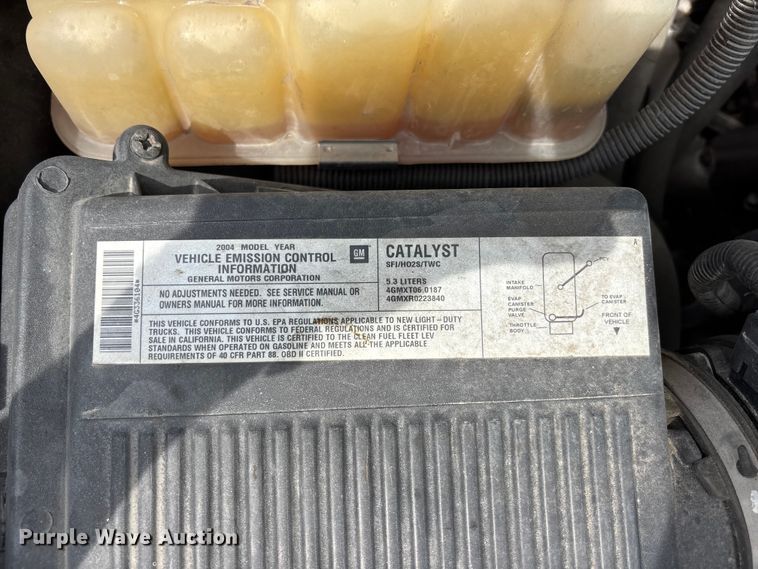 *4G336184*
2004 MODEL YEAR
VEHICLE EMISSION CONTROL
INFORMATION
GENERAL MOTORS CORPORATION
GM
NO ADJUSTMENTS NEEDED. SEE SERVICE MANUAL OR
OWNERS MANUAL FOR MORE INFORMATION.
THIS VEHICLE CONFORMS TO U.S. EPA REGULATIONS APPLICABLE TO NEW LIGHT-DUTY
TRUCKS. THIS VEHICLE CONFORMS TO FEDERAL REGULATIONS AND IS CERTIFIED FOR
SALE IN CALIFORNIA. THIS VEHICLE IS CERTIFIED TO THE CLEAN FUEL FLEET LEV
STANDARDS WHEN OPERATED ON GASOLINE AND MEETS ALL THE APPLICABLE
REQUIREMENTS OF 40 CFR PART 88. OBD II CERTIFIED.
CATALYST
SFI/HO2S/TWC
5.3 LITERS
4GMXT06.0187
4GMXR0223840
A
PCV
INTAKE
MANIFOLD
EVAP
CANISTER
PURGE
VALVE
THROTTLE
BODY
TO EVAP
CANISTER
FRONT OF
VEHICLE
Purple Wave Auction